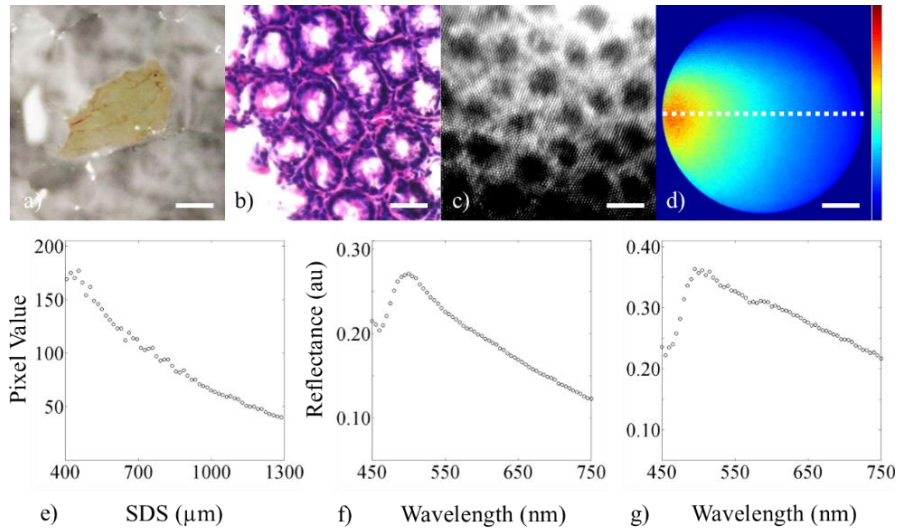 a) b) c) d)
200
150
100
50
Pixel Value
400 700 1000 1300
e) SDS (µm)
0.30
0.20
0.10
Reflectance (au)
450 550 650 750
f) Wavelength (nm)
0.40
0.30
0.20
0.10
450 550 650 750
g) Wavelength (nm)